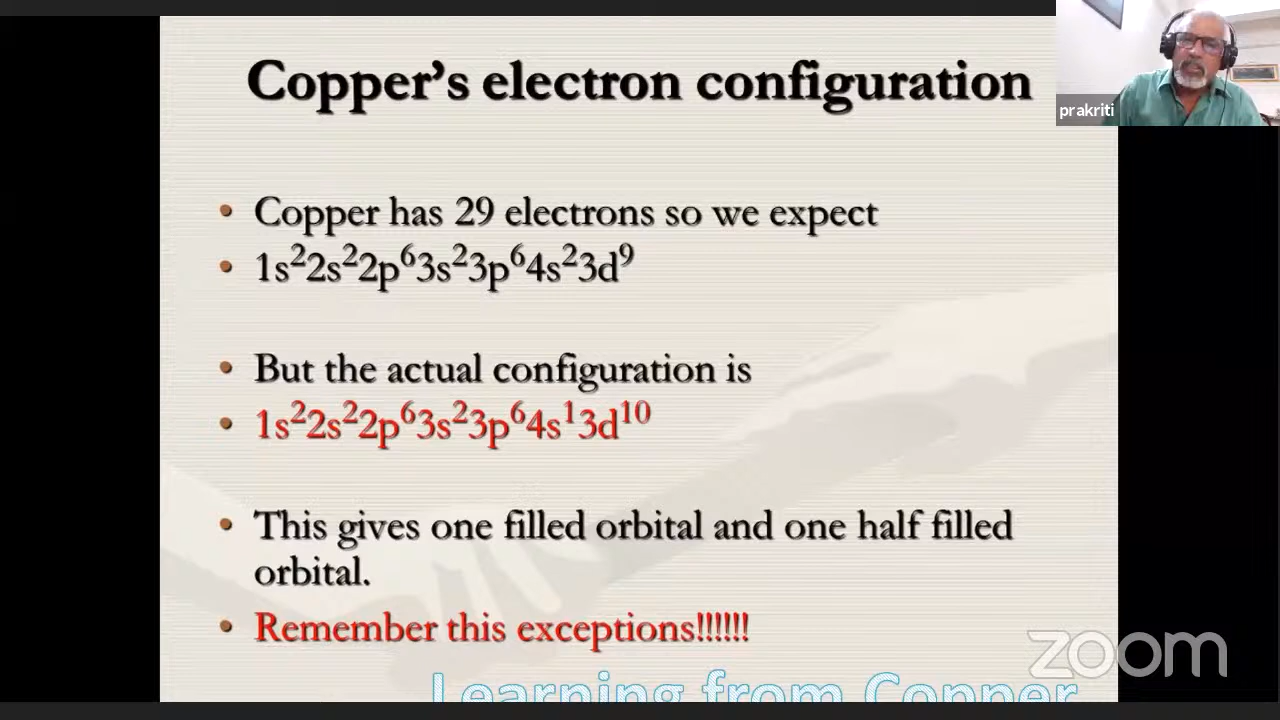 Copper's electron configuration
prakriti
• Copper has 29 electrons so we expect
• 1s²2s²2p⁶3s²3p⁶4s²3d⁹
• But the actual configuration is
• 1s²2s²2p⁶3s²3p⁶4s¹3d¹⁰
• This gives one filled orbital and one half filled
orbital.
• Remember this exceptions!!!!!!
zoom
Learning from Copper